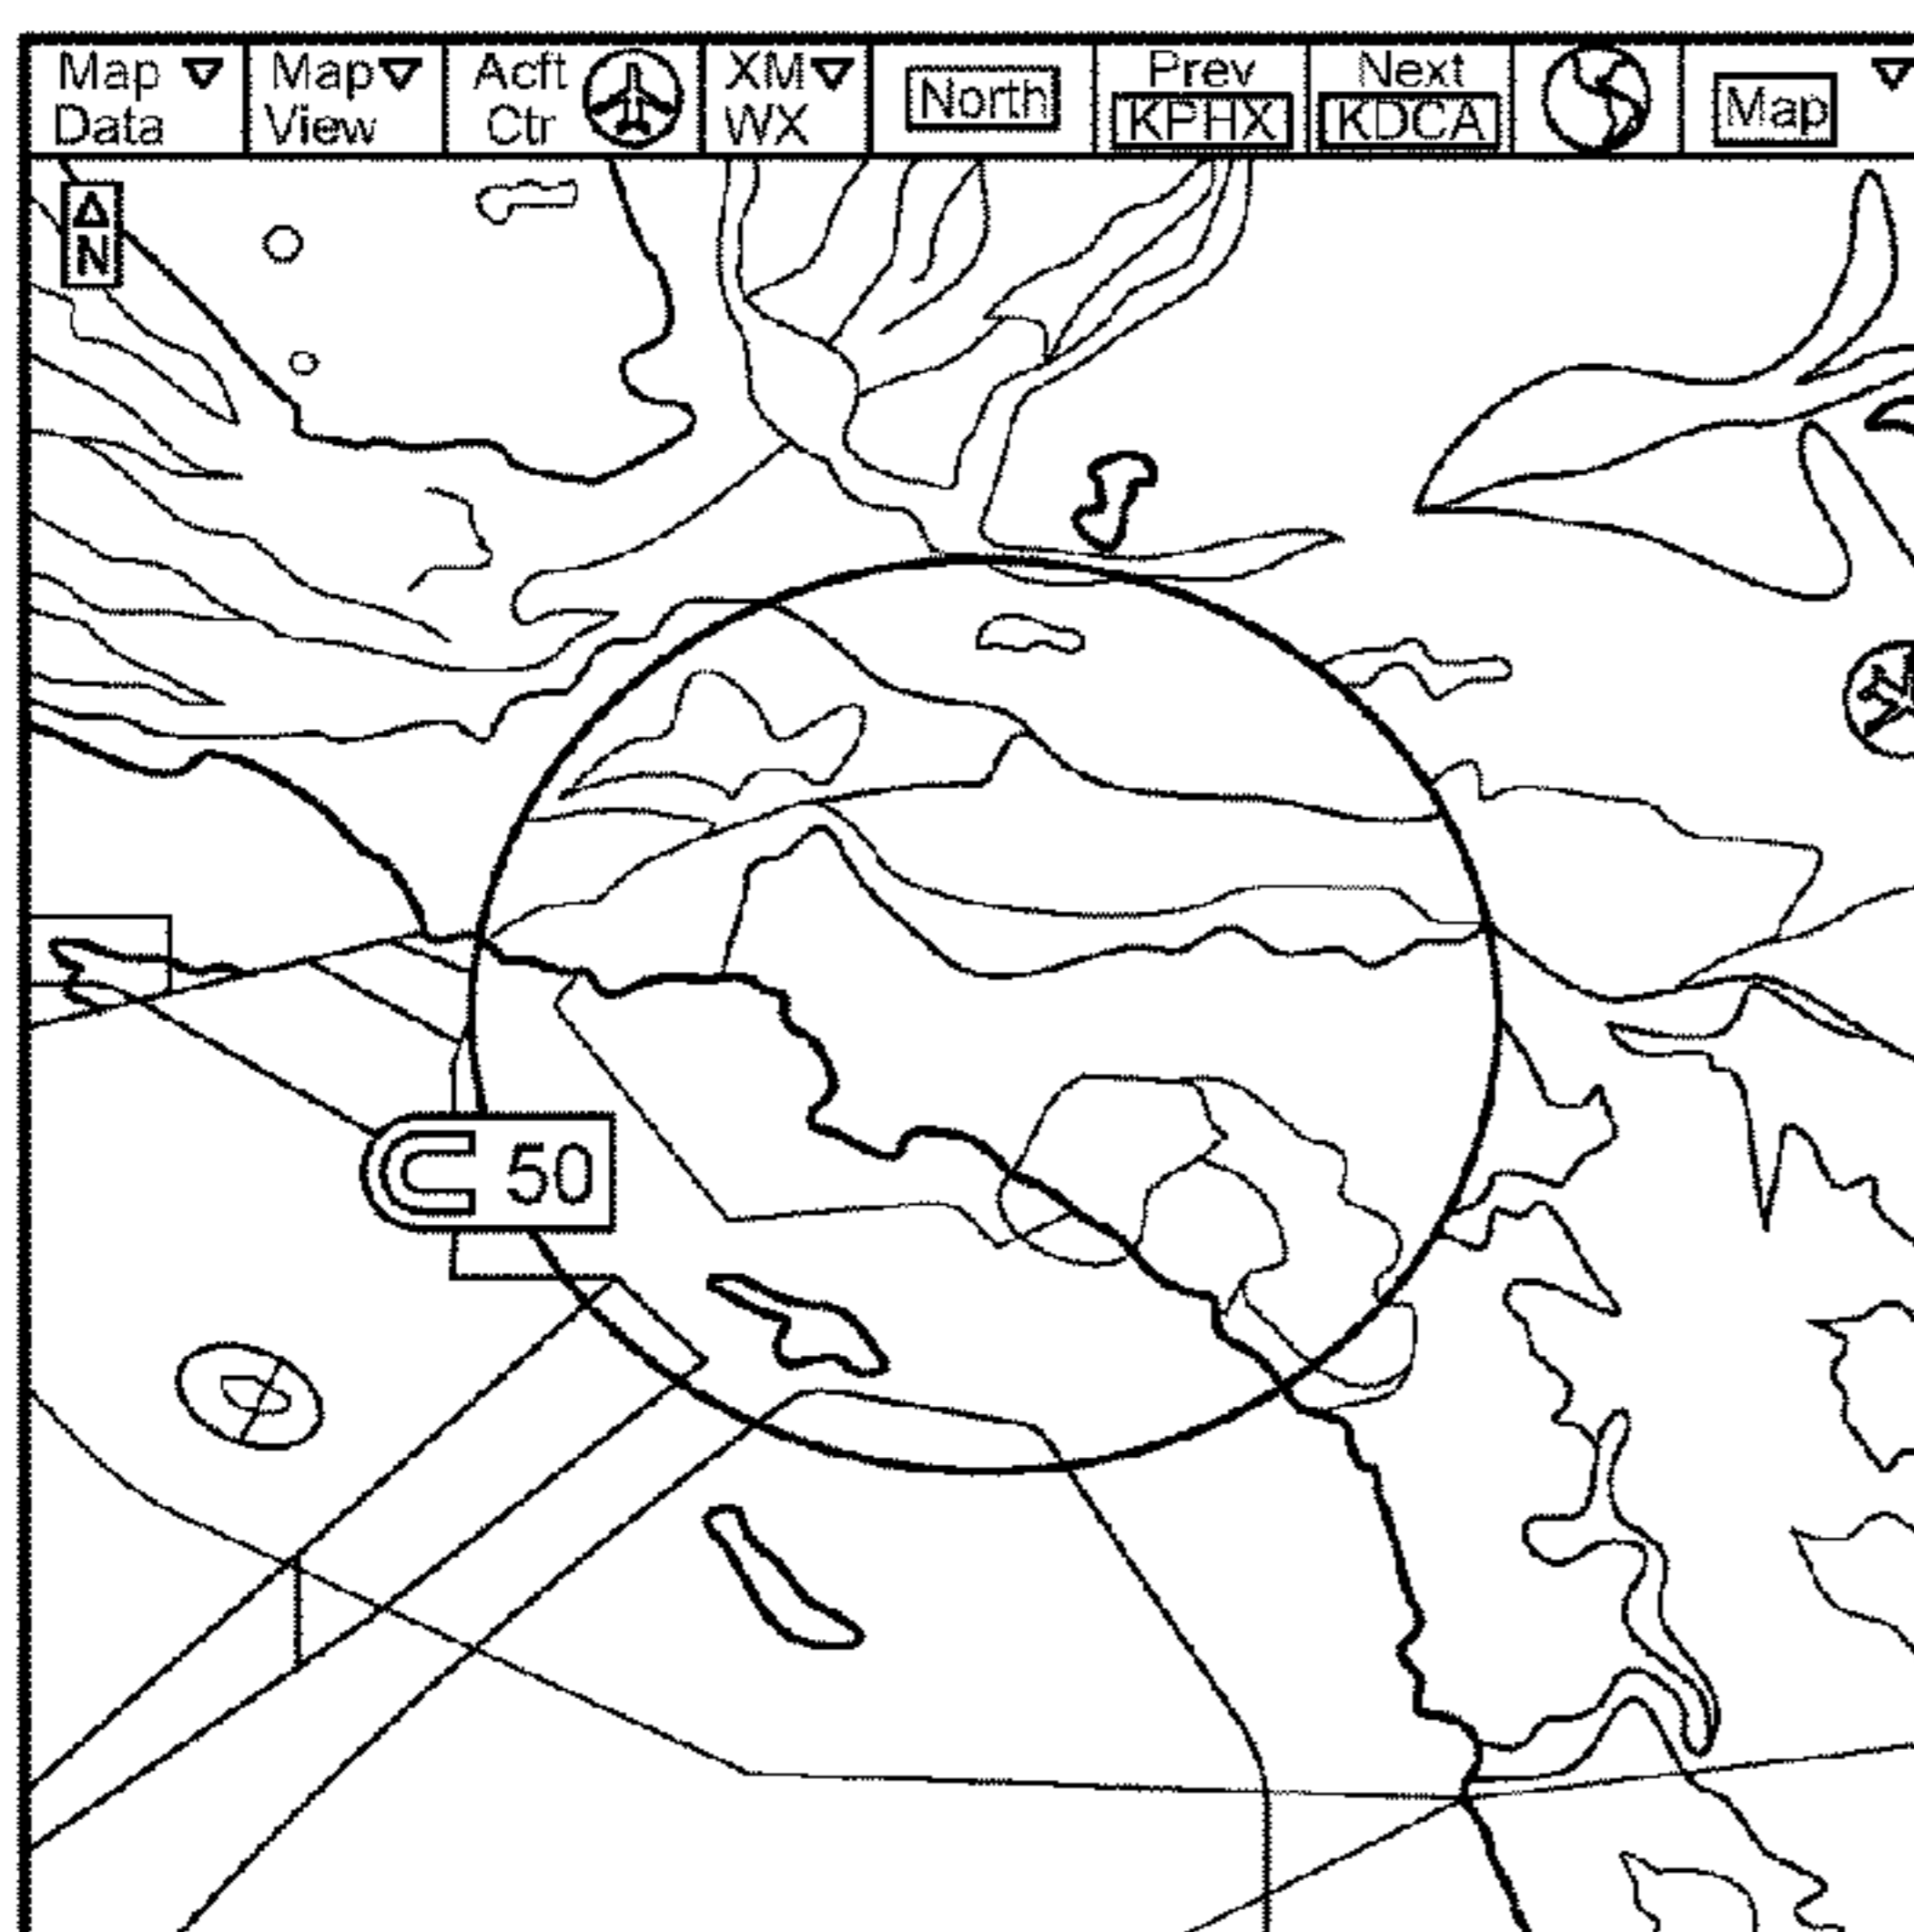 Map Data
Map View
Acft Ctr
XM WX
North
Prev KPHX
Next KDCA
Map
N
50